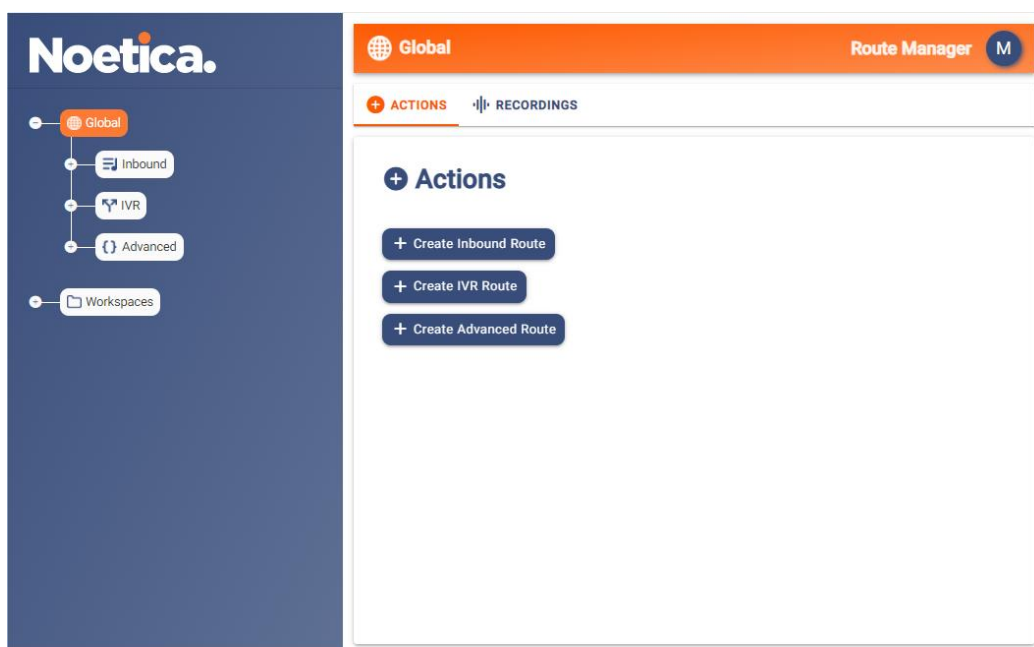 Noetica.
Global
Inbound
IVR
{} Advanced
Workspaces
Global
Route Manager
M
ACTIONS
RECORDINGS
Actions
+ Create Inbound Route
+ Create IVR Route
+ Create Advanced Route